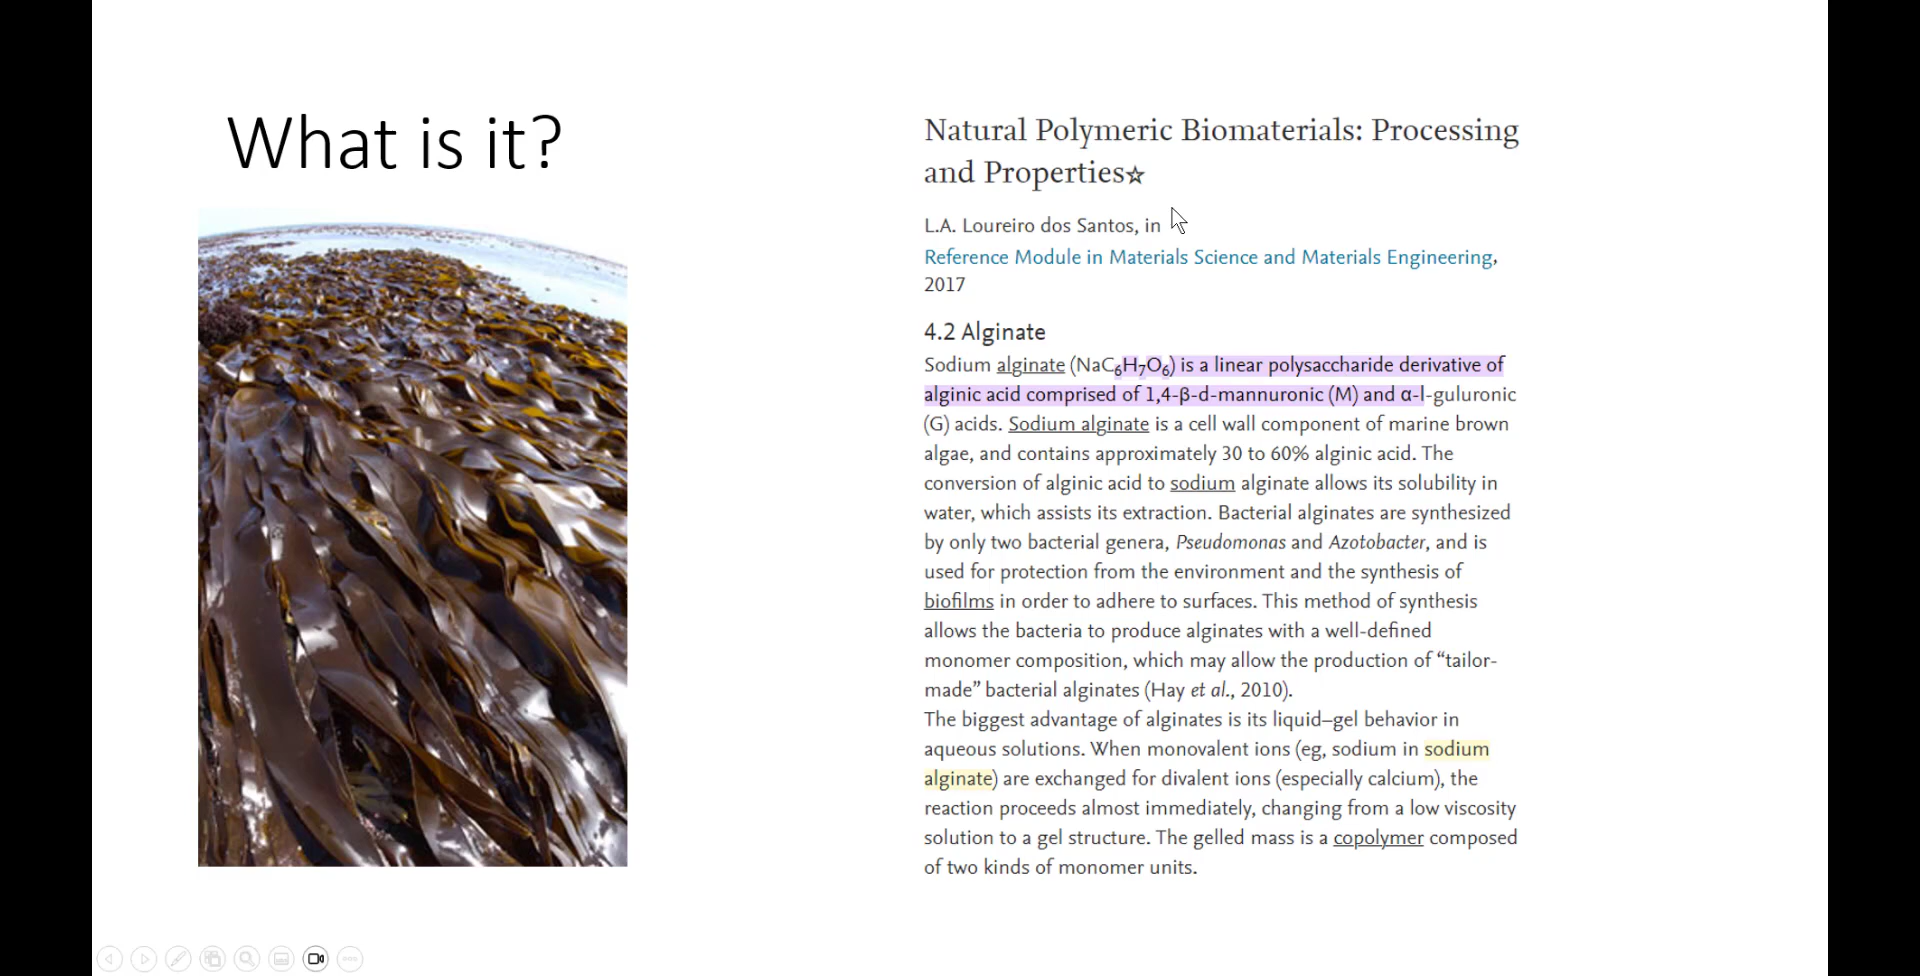 What is it?
Natural Polymeric Biomaterials: Processing
and Properties☆
L.A. Loureiro dos Santos, in
Reference Module in Materials Science and Materials Engineering,
2017
4.2 Alginate
Sodium alginate (NaC₆H₇O₆) is a linear polysaccharide derivative of
alginic acid comprised of 1,4-β-d-mannuronic (M) and α-l-guluronic
(G) acids. Sodium alginate is a cell wall component of marine brown
algae, and contains approximately 30 to 60% alginic acid. The
conversion of alginic acid to sodium alginate allows its solubility in
water, which assists its extraction. Bacterial alginates are synthesized
by only two bacterial genera, Pseudomonas and Azotobacter, and is
used for protection from the environment and the synthesis of
biofilms in order to adhere to surfaces. This method of synthesis
allows the bacteria to produce alginates with a well-defined
monomer composition, which may allow the production of “tailor-
made” bacterial alginates (Hay et al., 2010).
The biggest advantage of alginates is its liquid–gel behavior in
aqueous solutions. When monovalent ions (eg, sodium in sodium
alginate) are exchanged for divalent ions (especially calcium), the
reaction proceeds almost immediately, changing from a low viscosity
solution to a gel structure. The gelled mass is a copolymer composed
of two kinds of monomer units.